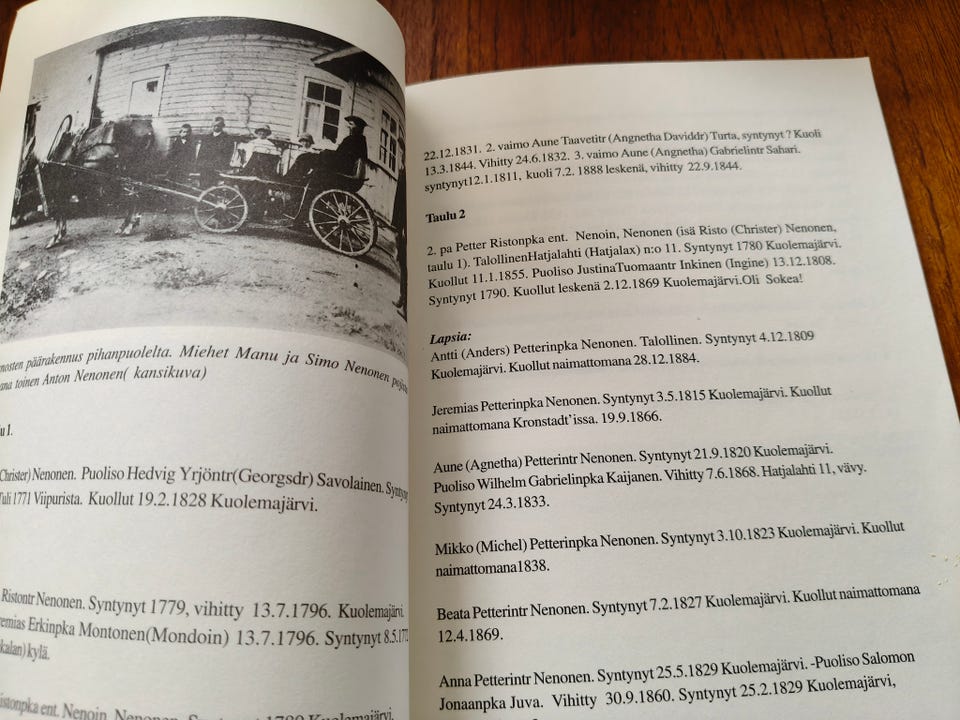 nosten päärakennus pihanpuolelta. Miehet Manu ja Simo Nenonen
ana toinen Anton Nenonen( kansikuva)
u 1.
Christer) Nenonen. Puoliso Hedvig Yrjöntr(Georgsdr) Savolainen.
Tuli 1771 Viipurista. Kuollut 19.2.1828 Kuolemajärvi.
Ristontr Nenonen. Syntynyt 1779, vihitty 13.7.1796. Kuolemajärvi.
emias Erkinpka Montonen(Mondoin) 13.7.1796. Syntynyt
kalan) kylä.
istonpka ent. Nenoin, Nenonen. Syntynyt 1780 Kuolemajärvi.
22.12.1831. 2. vaimo Aune Taavetitr (Angnetha Daviddr) Turta, syntynyt ? Kuoli
13.3.1844. Vihitty 24.6.1832. 3. vaimo Aune (Angnetha) Gabrielintr Sahari.
syntynyt12.1.1811, kuoli 7.2. 1888 leskenä, vihitty 22.9.1844.
Taulu 2
2. pa Petter Ristonpka ent. Nenoin, Nenonen (isä Risto (Christer) Nenonen,
taulu 1). TalollinenHatjalahti (Hatjalax) n:o 11. Syntynyt 1780 Kuolemajärvi.
Kuollut 11.1.1855. Puoliso JustinaTuomaantr Inkinen (Ingine) 13.12.1808.
Syntynyt 1790. Kuollut leskenä 2.12.1869 Kuolemajärvi.Oli Sokea!
Lapsia:
Antti (Anders) Petterinpka Nenonen. Talollinen. Syntynyt 4.12.1809
Kuolemajärvi. Kuollut naimattomana 28.12.1884.
Jeremias Petterinpka Nenonen. Syntynyt 3.5.1815 Kuolemajärvi. Kuollut
naimattomana Kronstadt'issa. 19.9.1866.
Aune (Agnetha) Petterintr Nenonen. Syntynyt 21.9.1820 Kuolemajärvi.
Puoliso Wilhelm Gabrielinpka Kaijanen. Vihitty 7.6.1868. Hatjalahti 11, vävy.
Syntynyt 24.3.1833.
Mikko (Michel) Petterinpka Nenonen. Syntynyt 3.10.1823 Kuolemajärvi. Kuollut
naimattomana1838.
Beata Petterintr Nenonen. Syntynyt 7.2.1827 Kuolemajärvi. Kuollut naimattomana
12.4.1869.
Anna Petterintr Nenonen. Syntynyt 25.5.1829 Kuolemajärvi. -Puoliso Salomon
Jonaanpka Juva. Vihitty 30.9.1860. Syntynyt 25.2.1829 Kuolemajärvi,